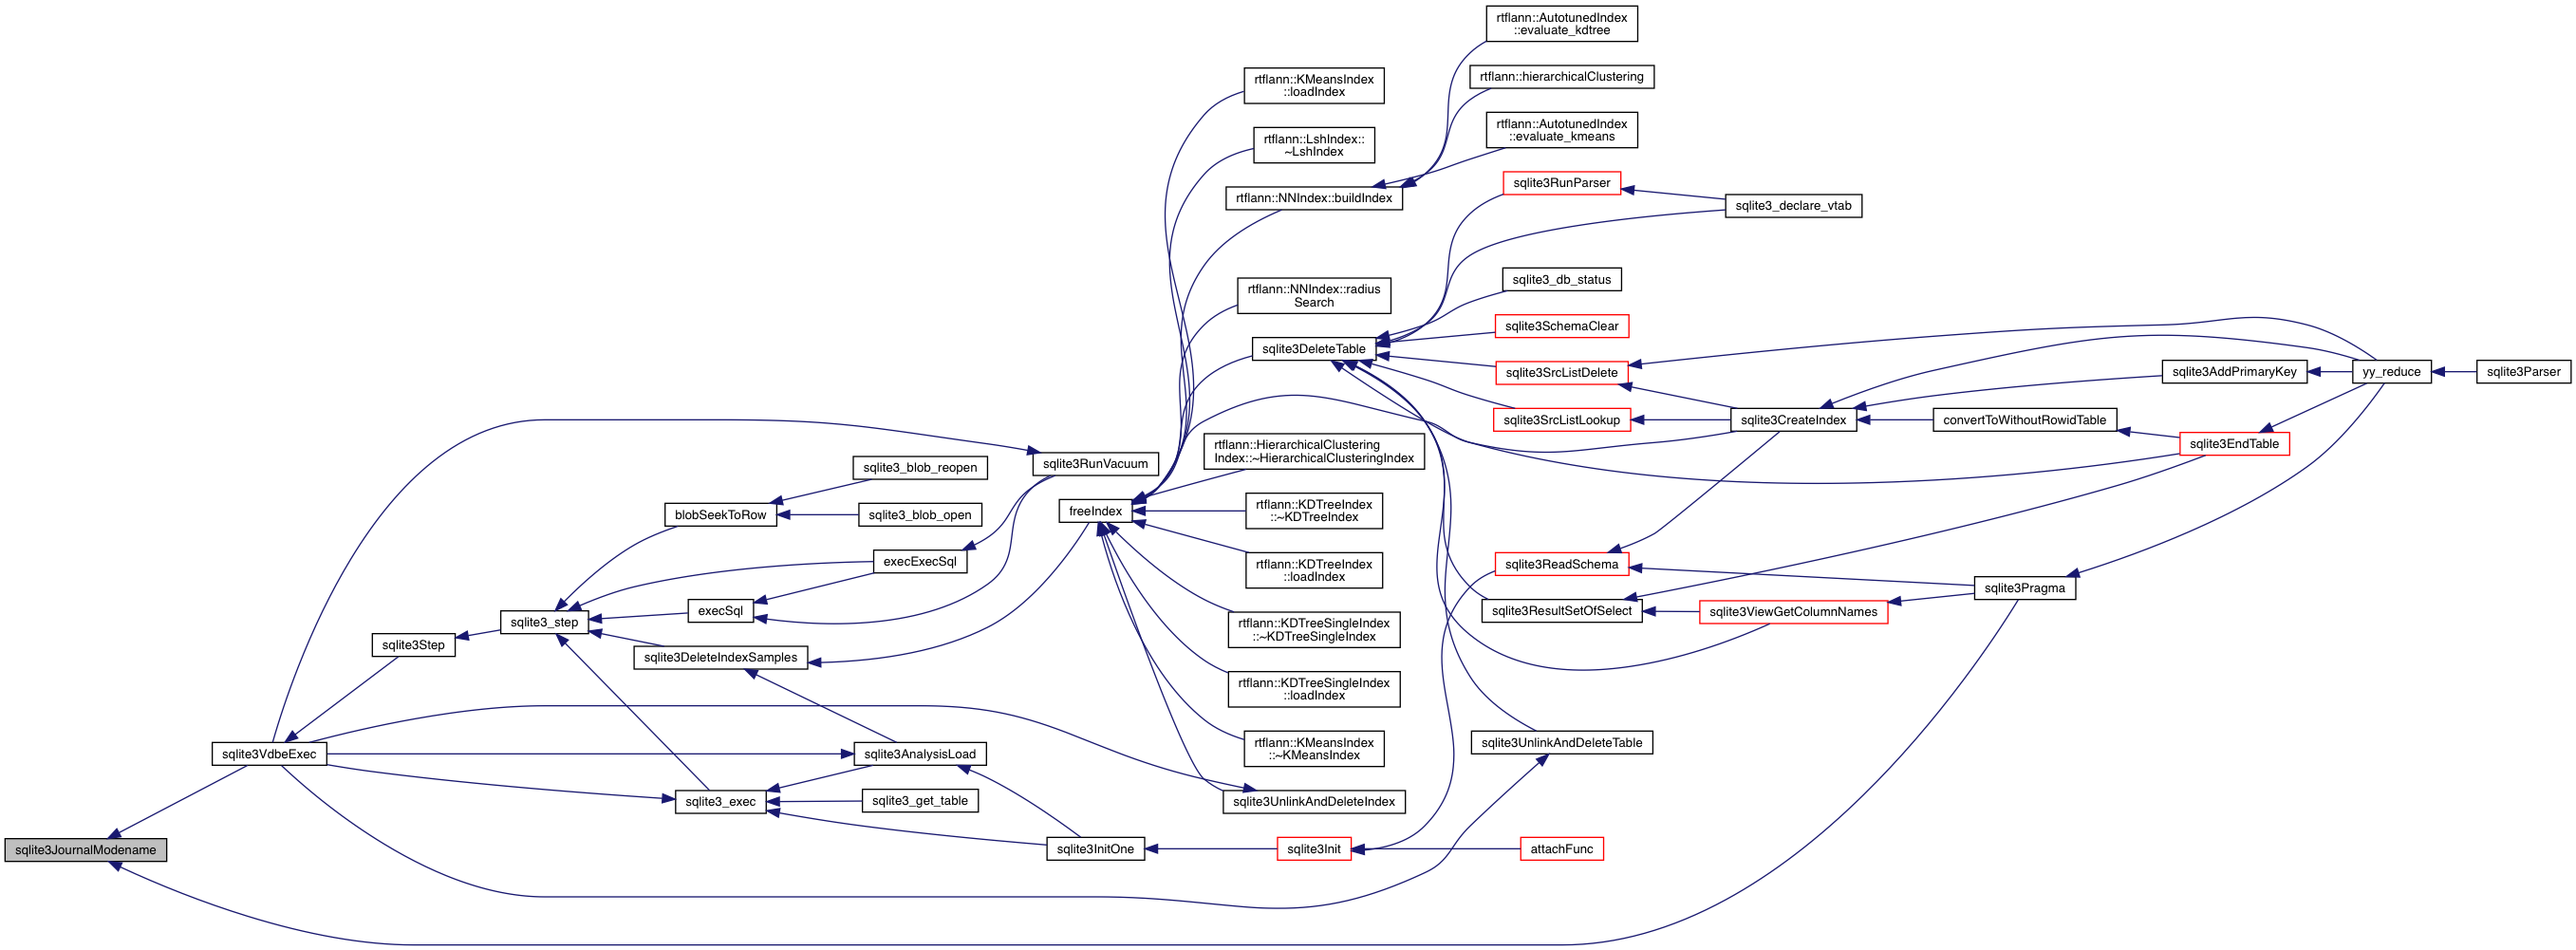 rtflann::AutotunedIndex
::evaluate_kdtree
rtflann::KMeansIndex
::loadIndex
rtflann::hierarchicalClustering
rtflann::LshIndex::
~LshIndex
rtflann::AutotunedIndex
::evaluate_kmeans
rtflann::NNIndex::buildIndex
sqlite3RunParser
sqlite3_declare_vtab
rtflann::NNIndex::radius
Search
sqlite3_db_status
sqlite3SchemaClear
sqlite3DeleteTable
sqlite3SrcListDelete
sqlite3AddPrimaryKey
yy_reduce
sqlite3Parser
sqlite3SrcListLookup
sqlite3CreateIndex
convertToWithoutRowidTable
sqlite3EndTable
rtflann::HierarchicalClustering
Index::~HierarchicalClusteringIndex
sqlite3RunVacuum
sqlite3_blob_reopen
blobSeekToRow
sqlite3_blob_open
freeIndex
rtflann::KDTreeIndex
::~KDTreeIndex
execExecSql
rtflann::KDTreeIndex
::loadIndex
sqlite3ReadSchema
sqlite3Pragma
execSql
sqlite3_step
sqlite3ResultSetOfSelect
sqlite3ViewGetColumnNames
rtflann::KDTreeSingleIndex
::~KDTreeSingleIndex
sqlite3Step
sqlite3DeleteIndexSamples
rtflann::KDTreeSingleIndex
::loadIndex
sqlite3VdbeExec
sqlite3AnalysisLoad
rtflann::KMeansIndex
::~KMeansIndex
sqlite3UnlinkAndDeleteTable
sqlite3_exec
sqlite3_get_table
sqlite3UnlinkAndDeleteIndex
sqlite3JournalModename
sqlite3InitOne
sqlite3Init
attachFunc